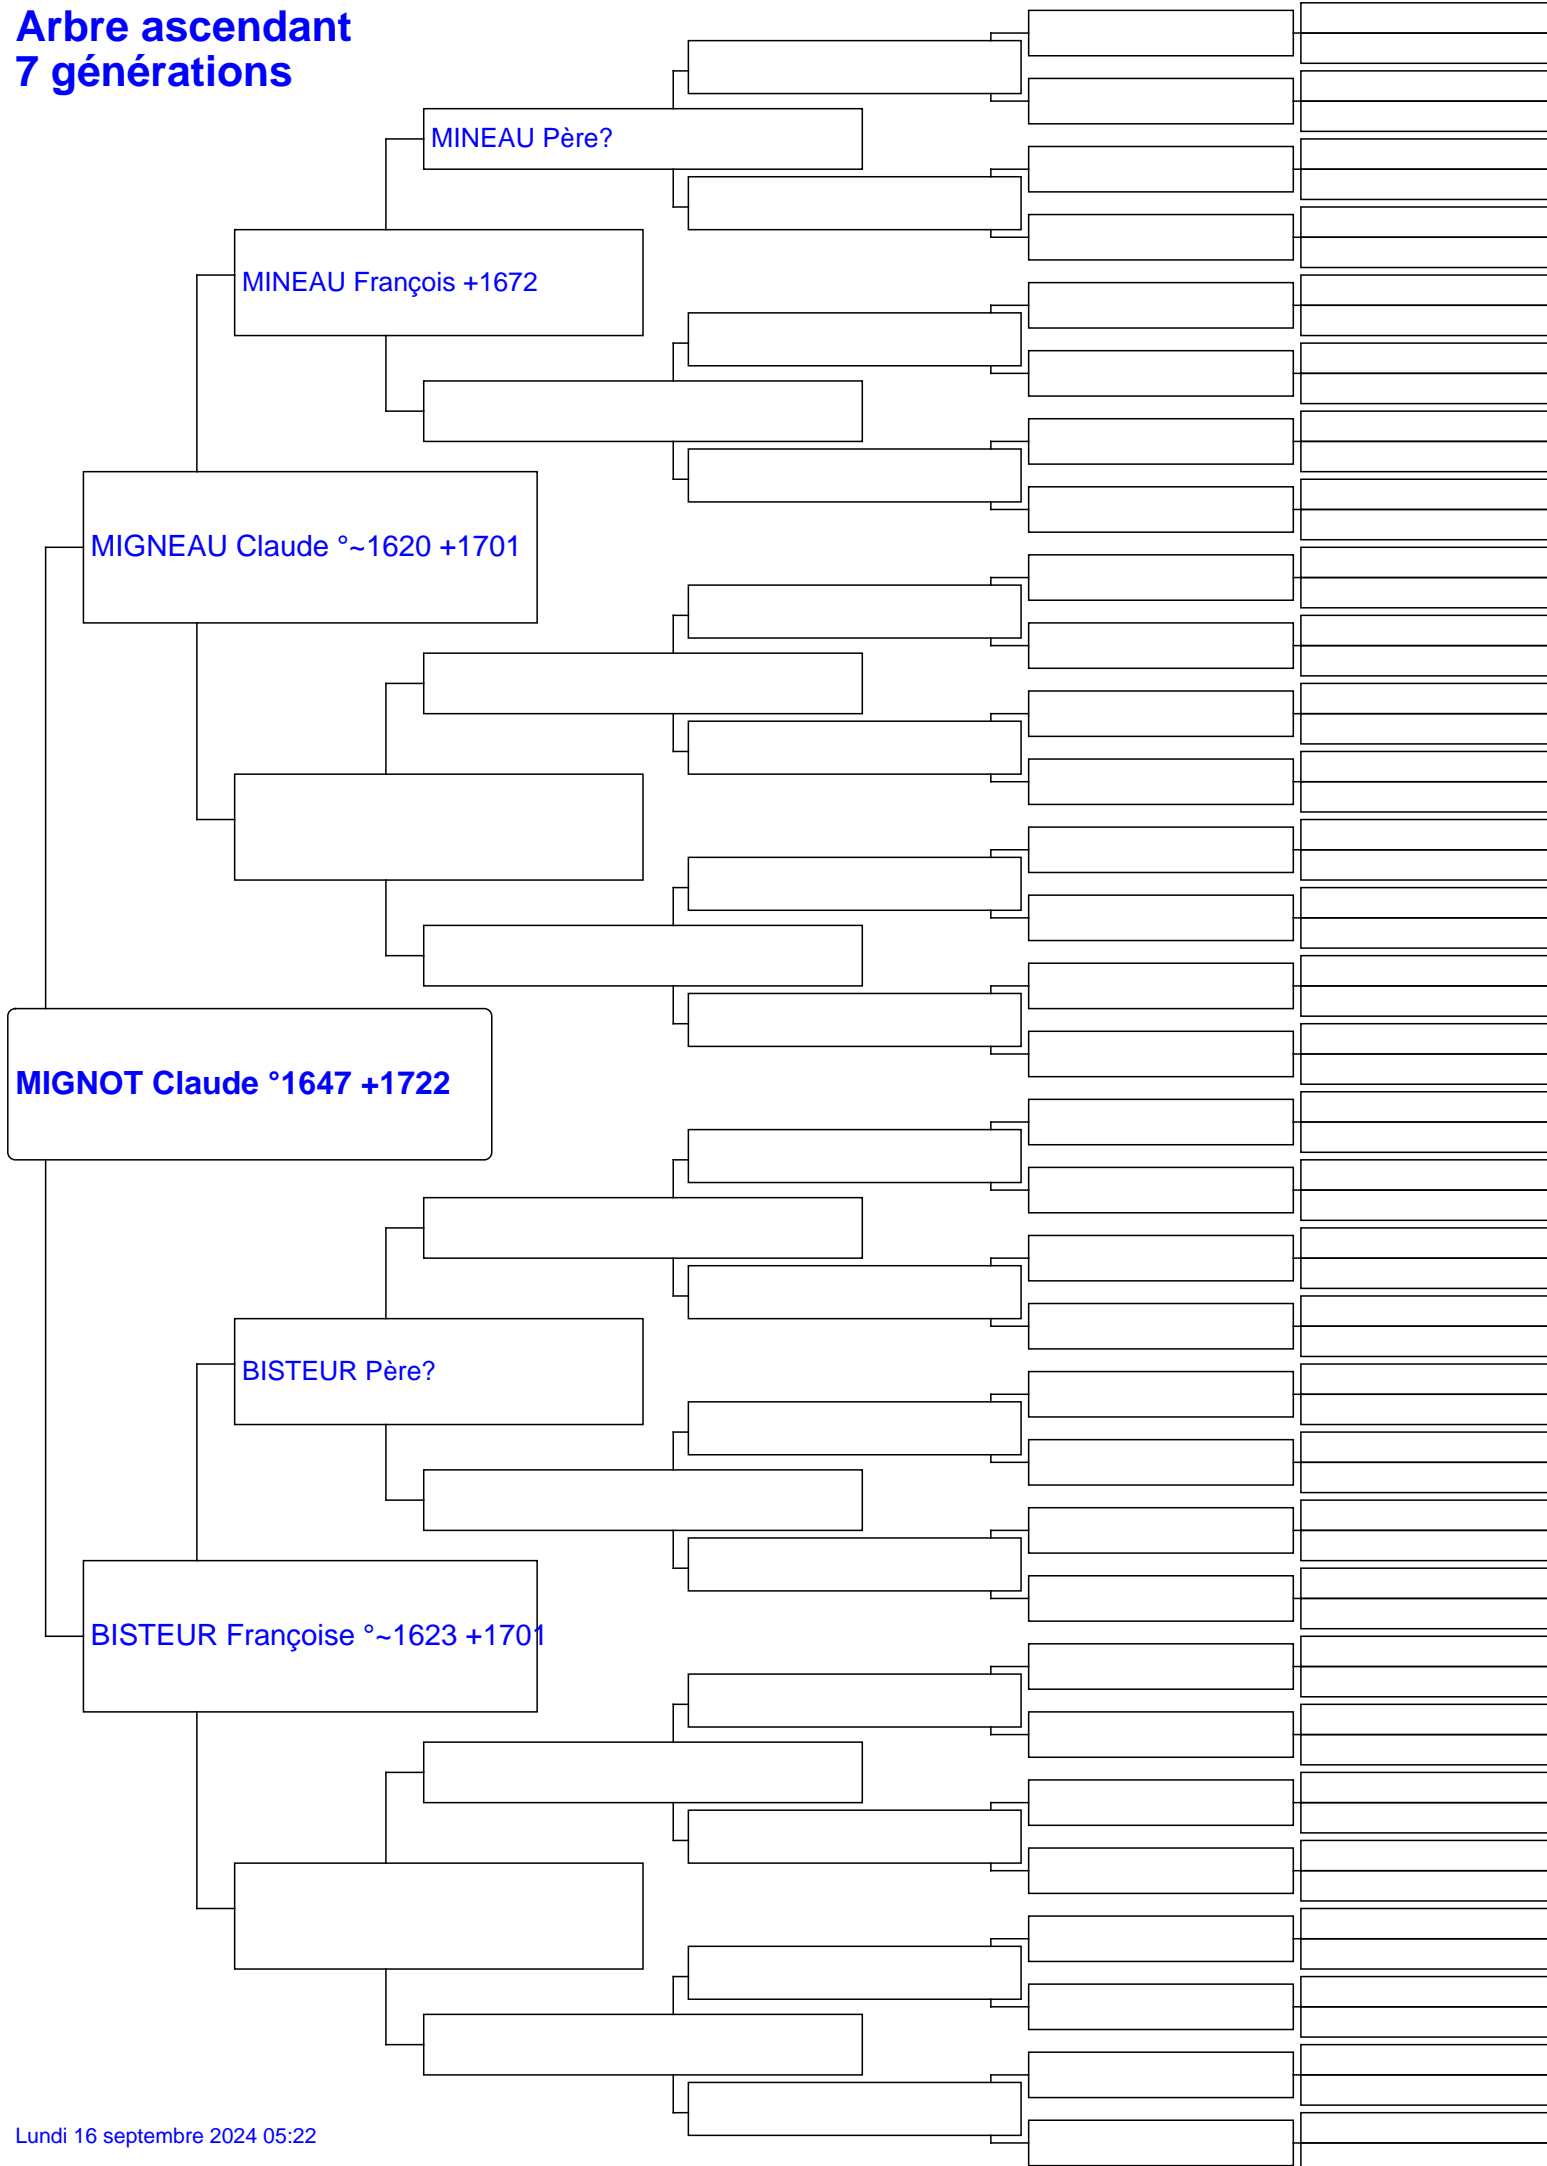 Arbre ascendant
7 générations
MINEAU Père?
MINEAU François +1672
MIGNEAU Claude °~1620 +1701
MIGNOT Claude °1647 +1722
BISTEUR Père?
BISTEUR Françoise °~1623 +1701
Lundi 16 septembre 2024 05:22